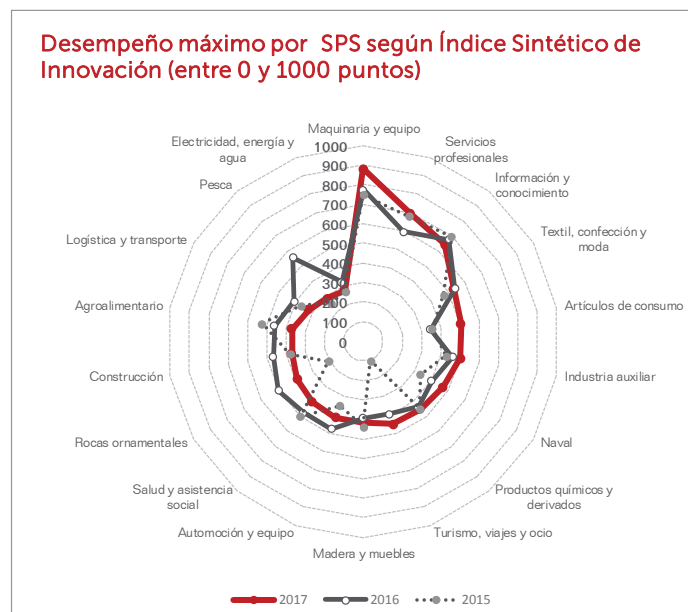 Desempeño máximo por SPS según Índice Sintético de
Innovación (entre 0 y 1000 puntos)
Maquinaria y equipo
Servicios
profesionales
Información y
conocimiento
Textil, confección y
moda
Artículos de consumo
Industria auxiliar
Naval
Productos químicos y
derivados
Turismo, viajes y ocio
Madera y muebles
Automoción y equipo
Salud y asistencia
social
Rocas ornamentales
Construcción
Agroalimentario
Logística y transporte
Pesca
Electricidad, energía y
agua
1000
900
800
700
600
500
400
300
200
100
0
2017 2016 2015